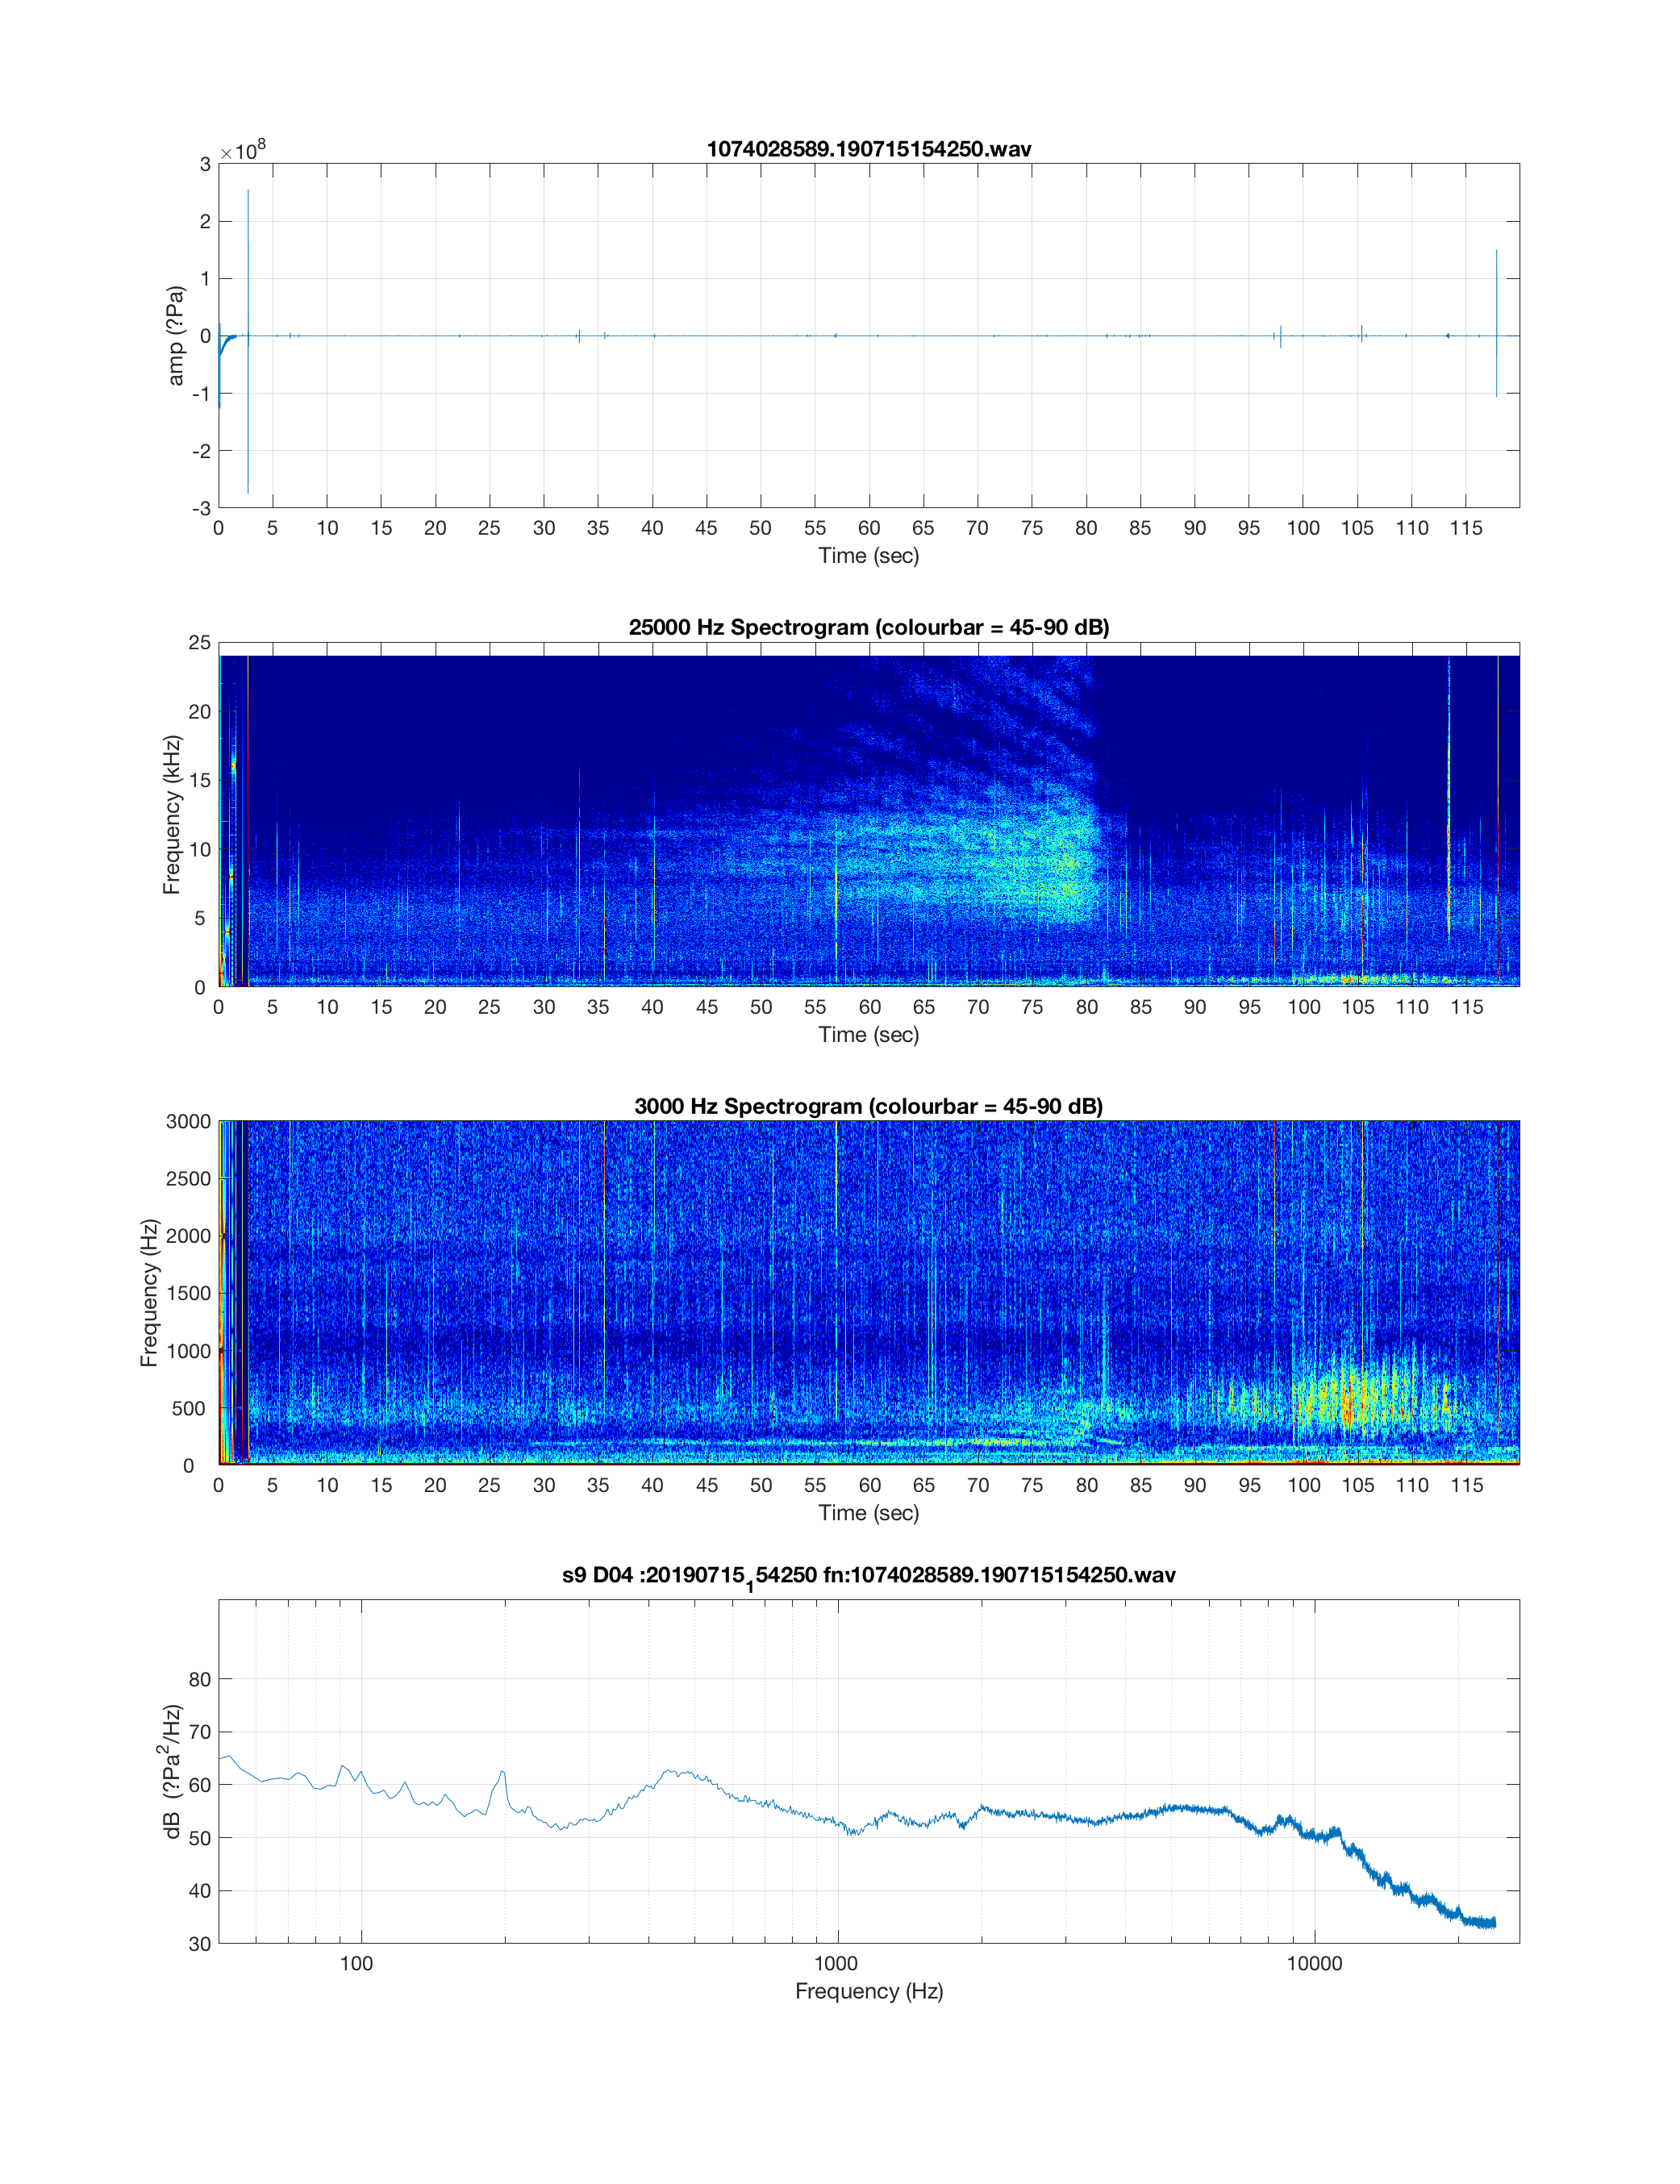 1074028589.190715154250.wav
×10^8
3
2
1
0
-1
-2
-3
amp (?Pa)
0 5 10 15 20 25 30 35 40 45 50 55 60 65 70 75 80 85 90 95 100 105 110 115
Time (sec)
25000 Hz Spectrogram (colourbar = 45-90 dB)
25
20
15
10
5
0
Frequency (kHz)
0 5 10 15 20 25 30 35 40 45 50 55 60 65 70 75 80 85 90 95 100 105 110 115
Time (sec)
3000 Hz Spectrogram (colourbar = 45-90 dB)
3000
2500
2000
1500
1000
500
0
Frequency (Hz)
0 5 10 15 20 25 30 35 40 45 50 55 60 65 70 75 80 85 90 95 100 105 110 115
Time (sec)
s9 D04 :20190715_154250 fn:1074028589.190715154250.wav
80
70
60
50
40
30
dB (?Pa^2/Hz)
100 1000 10000
Frequency (Hz)